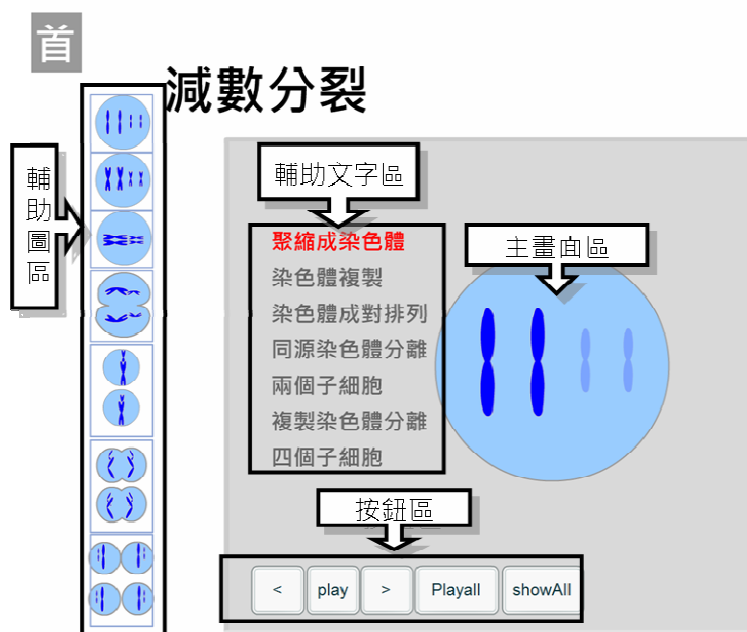 首
減數分裂
輔助圖區
輔助文字區
聚縮成染色體
染色體複製
染色體成對排列
同源染色體分離
兩個子細胞
複製染色體分離
四個子細胞
主畫面區
按鈕區
<
play
>
Playall
showAll